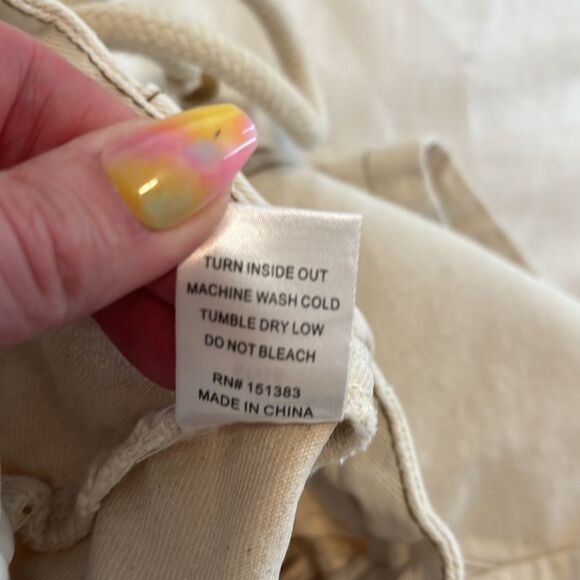 TURN INSIDE OUT
MACHINE WASH COLD
TUMBLE DRY LOW
DO NOT BLEACH
RN# 151383
MADE IN CHINA